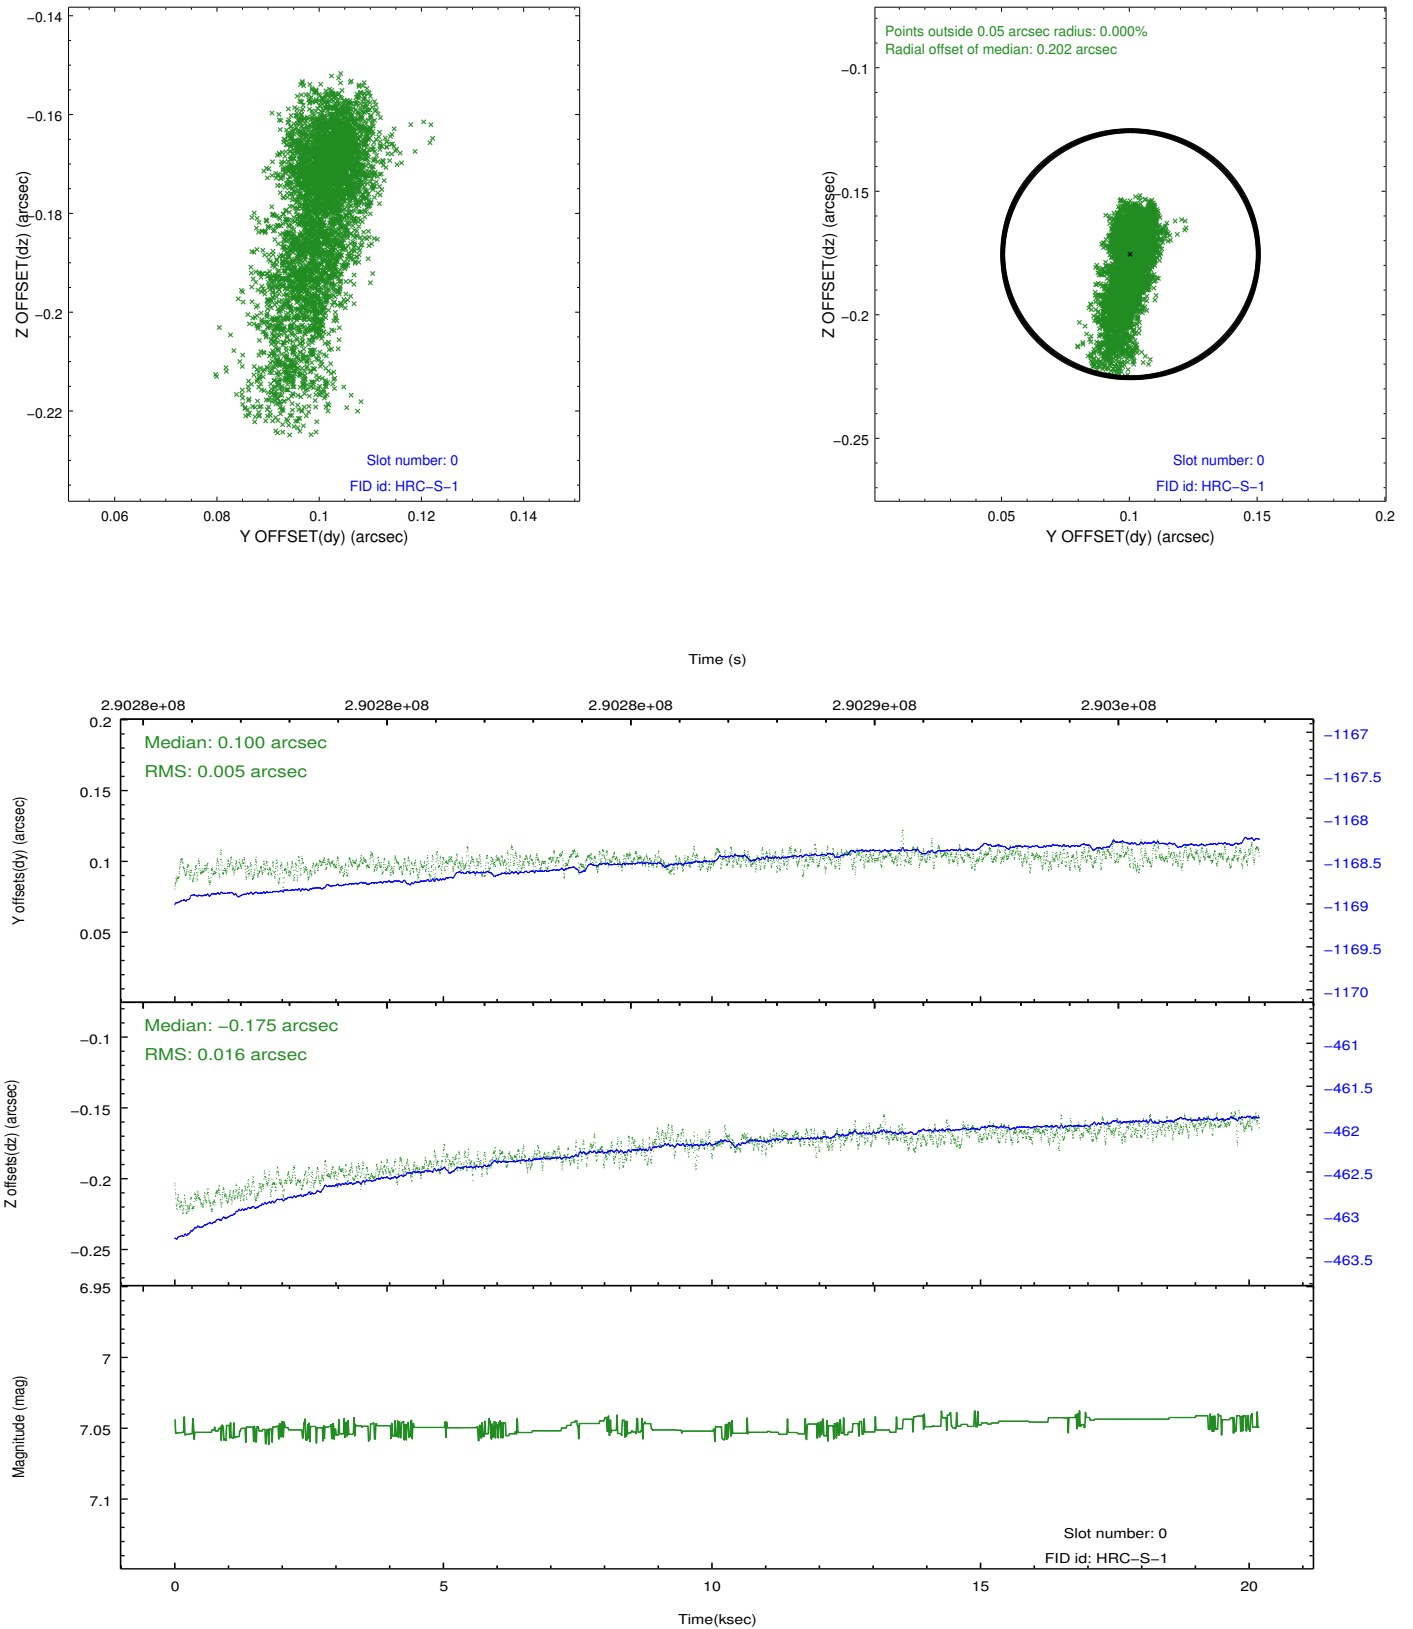 −0.14
−0.16
−0.18
−0.2
−0.22
Z OFFSET(dz) (arcsec)
0.06
0.08
0.1
0.12
0.14
Y OFFSET(dy) (arcsec)
Slot number: 0
FID id: HRC−S−1
Points outside 0.05 arcsec radius: 0.000%
Radial offset of median: 0.202 arcsec
−0.1
−0.15
−0.2
−0.25
Z OFFSET(dz) (arcsec)
Slot number: 0
FID id: HRC−S−1
0.05
0.1
0.15
0.2
Y OFFSET(dy) (arcsec)
Time (s)
2.9028e+08
2.9028e+08
2.9028e+08
2.9029e+08
2.903e+08
0.2
0.15
0.1
0.05
Y offsets(dy) (arcsec)
Median: 0.100 arcsec
RMS: 0.005 arcsec
−1167
−1167.5
−1168
−1168.5
−1169
−1169.5
−1170
−0.1
−0.15
−0.2
−0.25
Z offsets(dz) (arcsec)
Median: −0.175 arcsec
RMS: 0.016 arcsec
−461
−461.5
−462
−462.5
−463
−463.5
6.95
7
7.05
7.1
Magnitude (mag)
Slot number: 0
FID id: HRC−S−1
0
5
10
15
20
Time(ksec)